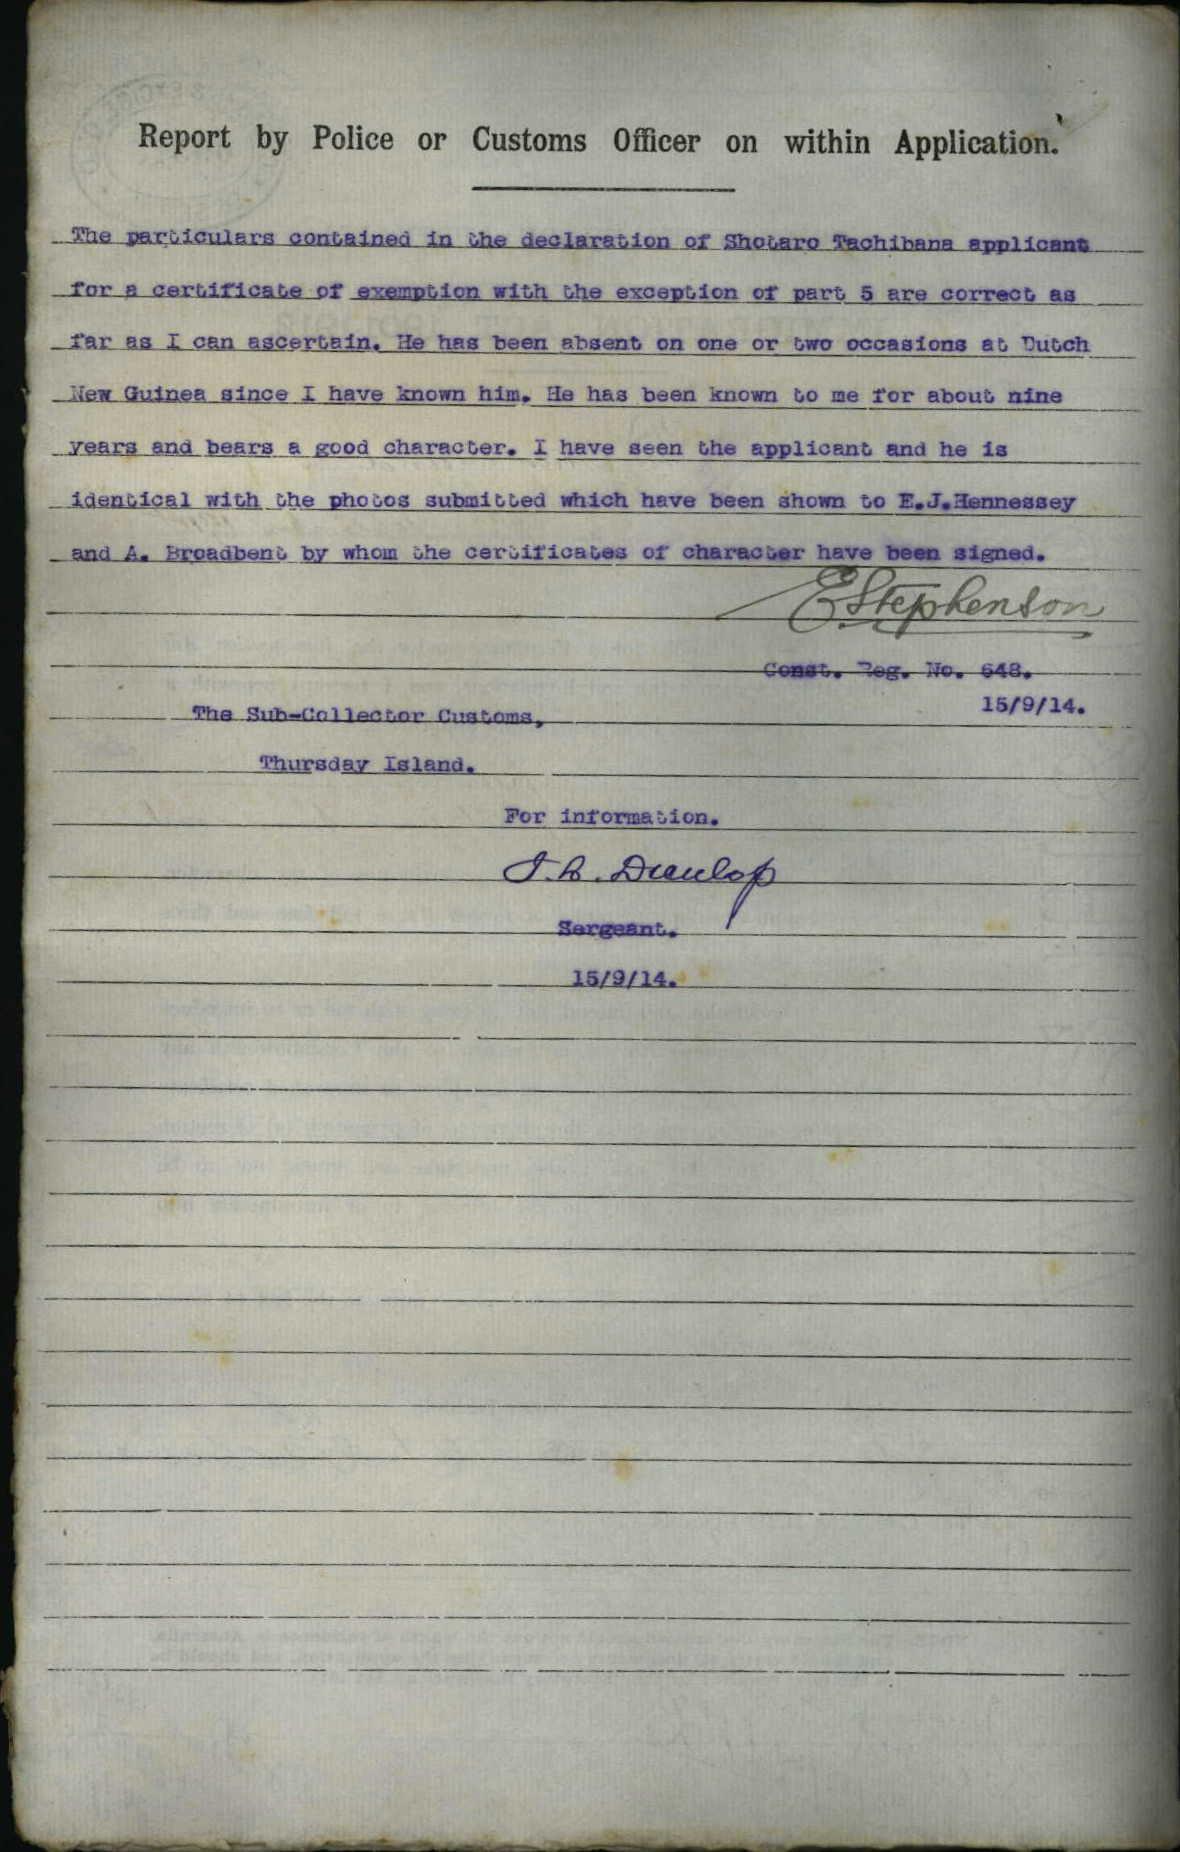 Report by Police or Customs Officer on within Application.
The particulars contained in the declaration of Shotaro Tachibana applicant
for a certificate of exemption with the exception of part 5 are correct as
far as I can ascertain. He has been absent on one or two occasions at Dutch
New Guinea since I have known him. He has been known to me for about nine
years and bears a good character. I have seen the applicant and he is
identical with the photos submitted which have been shown to E.J.Hennessey
and A. Broadbent by whom the certificates of character have been signed.
E. Stephenson
Const. Reg. No. 648.
15/9/14.
The Sub-Collector Customs,
Thursday Island.
For information.
Dunlop
Sergeant.
15/9/14.